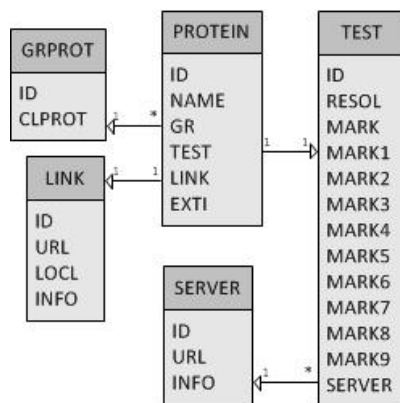 GRPROT
ID
CLPROT
PROTEIN
ID
NAME
GR
TEST
LINK
EXTI
TEST
ID
RESOL
MARK
MARK1
MARK2
MARK3
MARK4
MARK5
MARK6
MARK7
MARK8
MARK9
SERVER
LINK
ID
URL
LOCL
INFO
SERVER
ID
URL
INFO
1 *
1 1
1 1
1 *